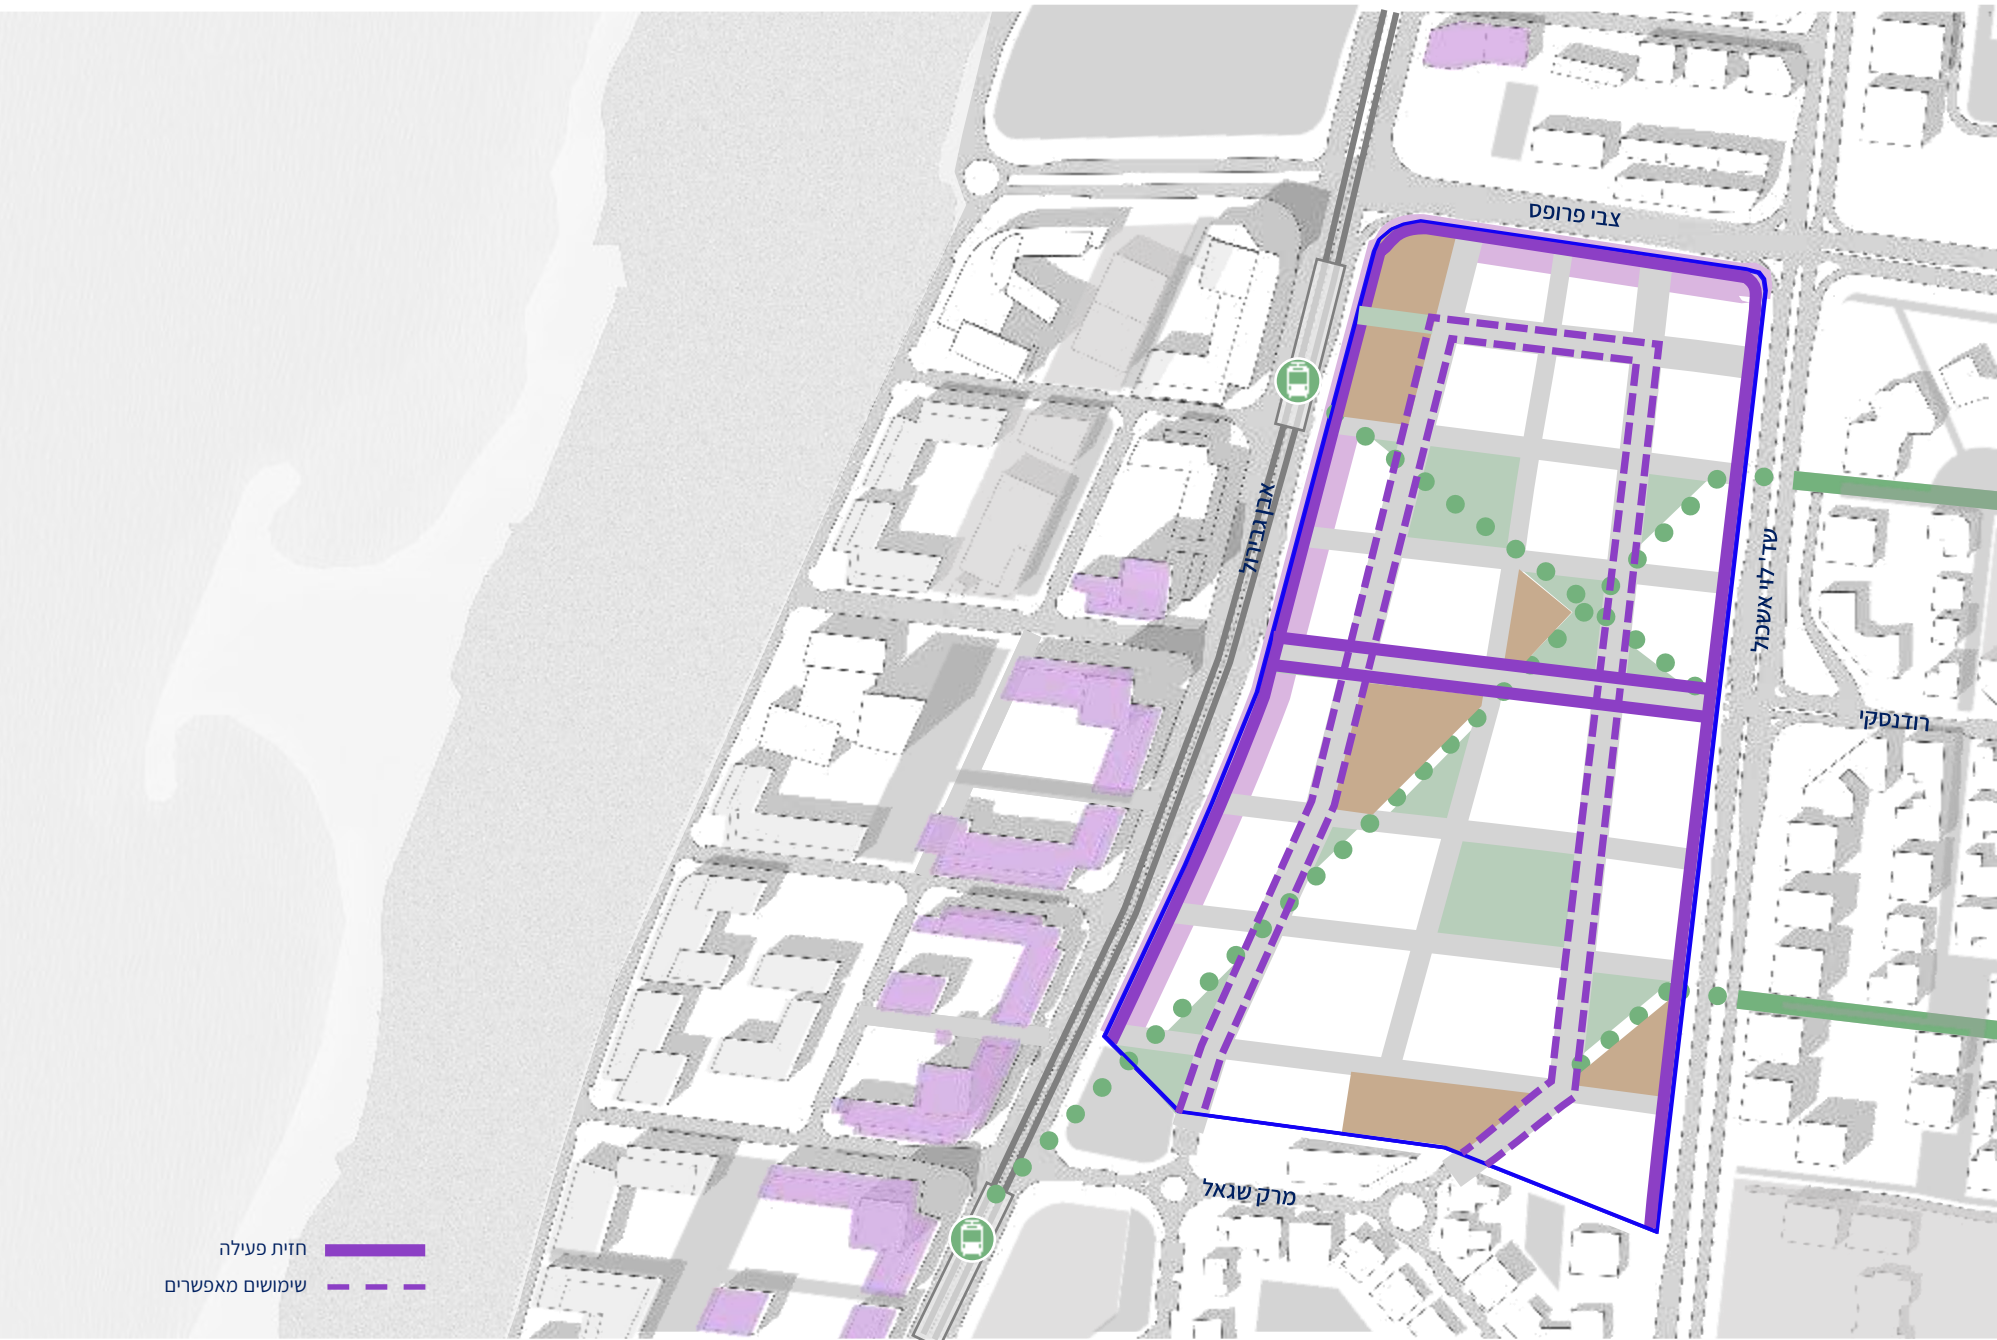 צבי פרופס
אבן גבירול
שד' לוי אשכול
רודנסקי
מרק שגאל
חזית פעילה
שימושים מאפשרים